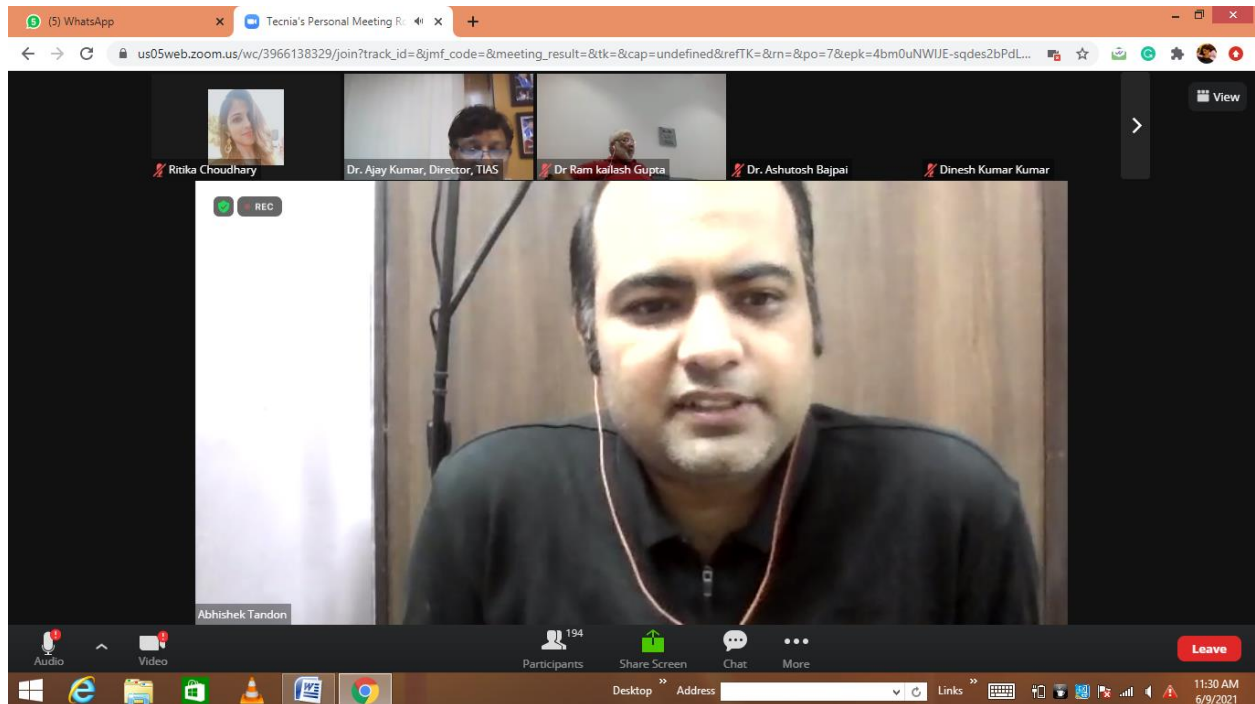 (5) WhatsApp
Tecnia's Personal Meeting Ro
us05web.zoom.us/wc/3966138329/join?track_id=&jmf_code=&meeting_result=&tk=&cap=undefined&refTK=&rn=&po=7&epk=4bm0uNWIJE-sqdes2bPdL...
View
Ritika Choudhary
Dr. Ajay Kumar, Director, TIAS
Dr Ram kailash Gupta
Dr. Ashutosh Bajpai
Dinesh Kumar Kumar
REC
Abhishek Tandon
194
Audio
Video
Participants
Share Screen
Chat
More
Leave
Desktop
Address
Links
11:30 AM
6/9/2021